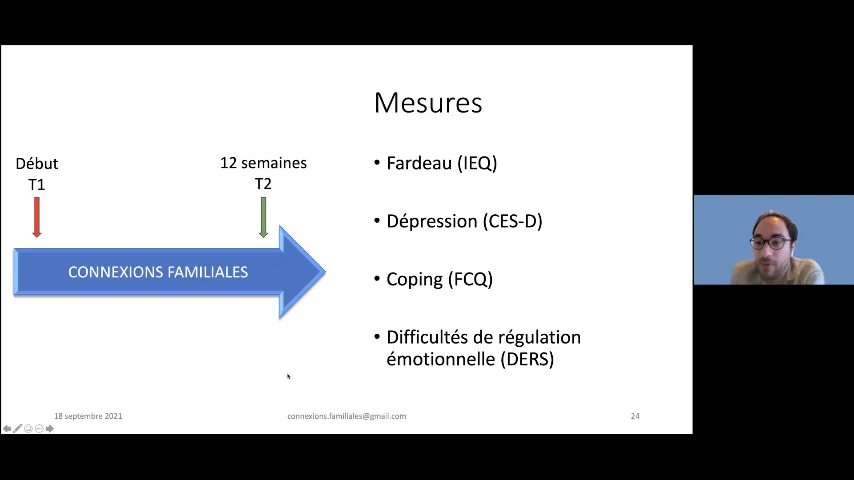 Mesures
Début
T1
12 semaines
T2
CONNEXIONS FAMILIALES
• Fardeau (IEQ)
• Dépression (CES-D)
• Coping (FCQ)
• Difficultés de régulation
émotionnelle (DERS)
18 septembre 2021
connexions.familiales@gmail.com
24